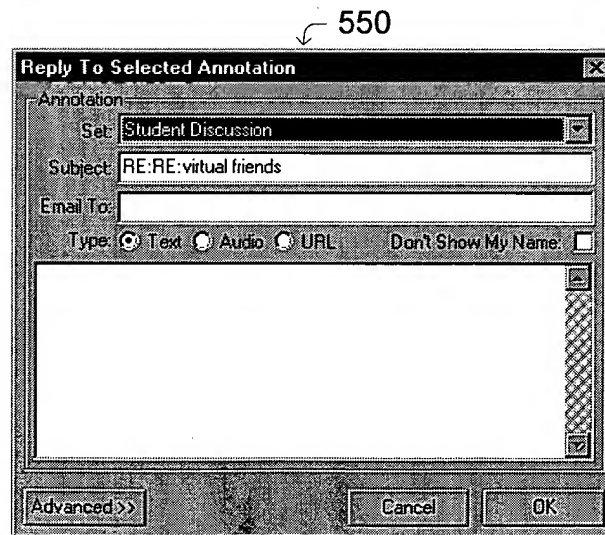 550
Reply To Selected Annotation
Annotation
Set: Student Discussion
Subject: RE:RE:virtual friends
Email To:
Type: Text Audio URL Don't Show My Name:
Advanced>> Cancel OK